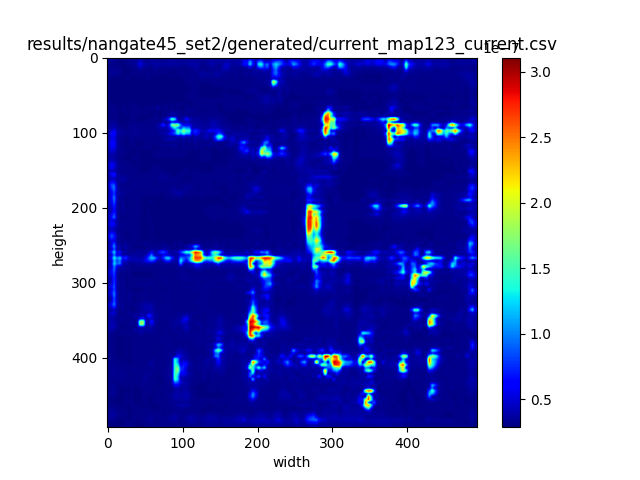 results/nangate45_set2/generated/current_map123_current.csv
1e−7
0
100
200
300
400
height
0 100 200 300 400
width
3.0
2.5
2.0
1.5
1.0
0.5